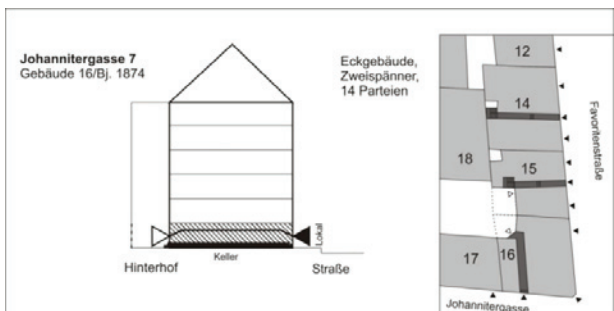 Johannitergasse 7
Gebäude 16/Bj. 1874
Eckgebäude,
Zweispänner,
14 Parteien
Lokal
Keller
Hinterhof
Straße
12
14
18
15
17
16
Favoritenstraße
Johannitergasse